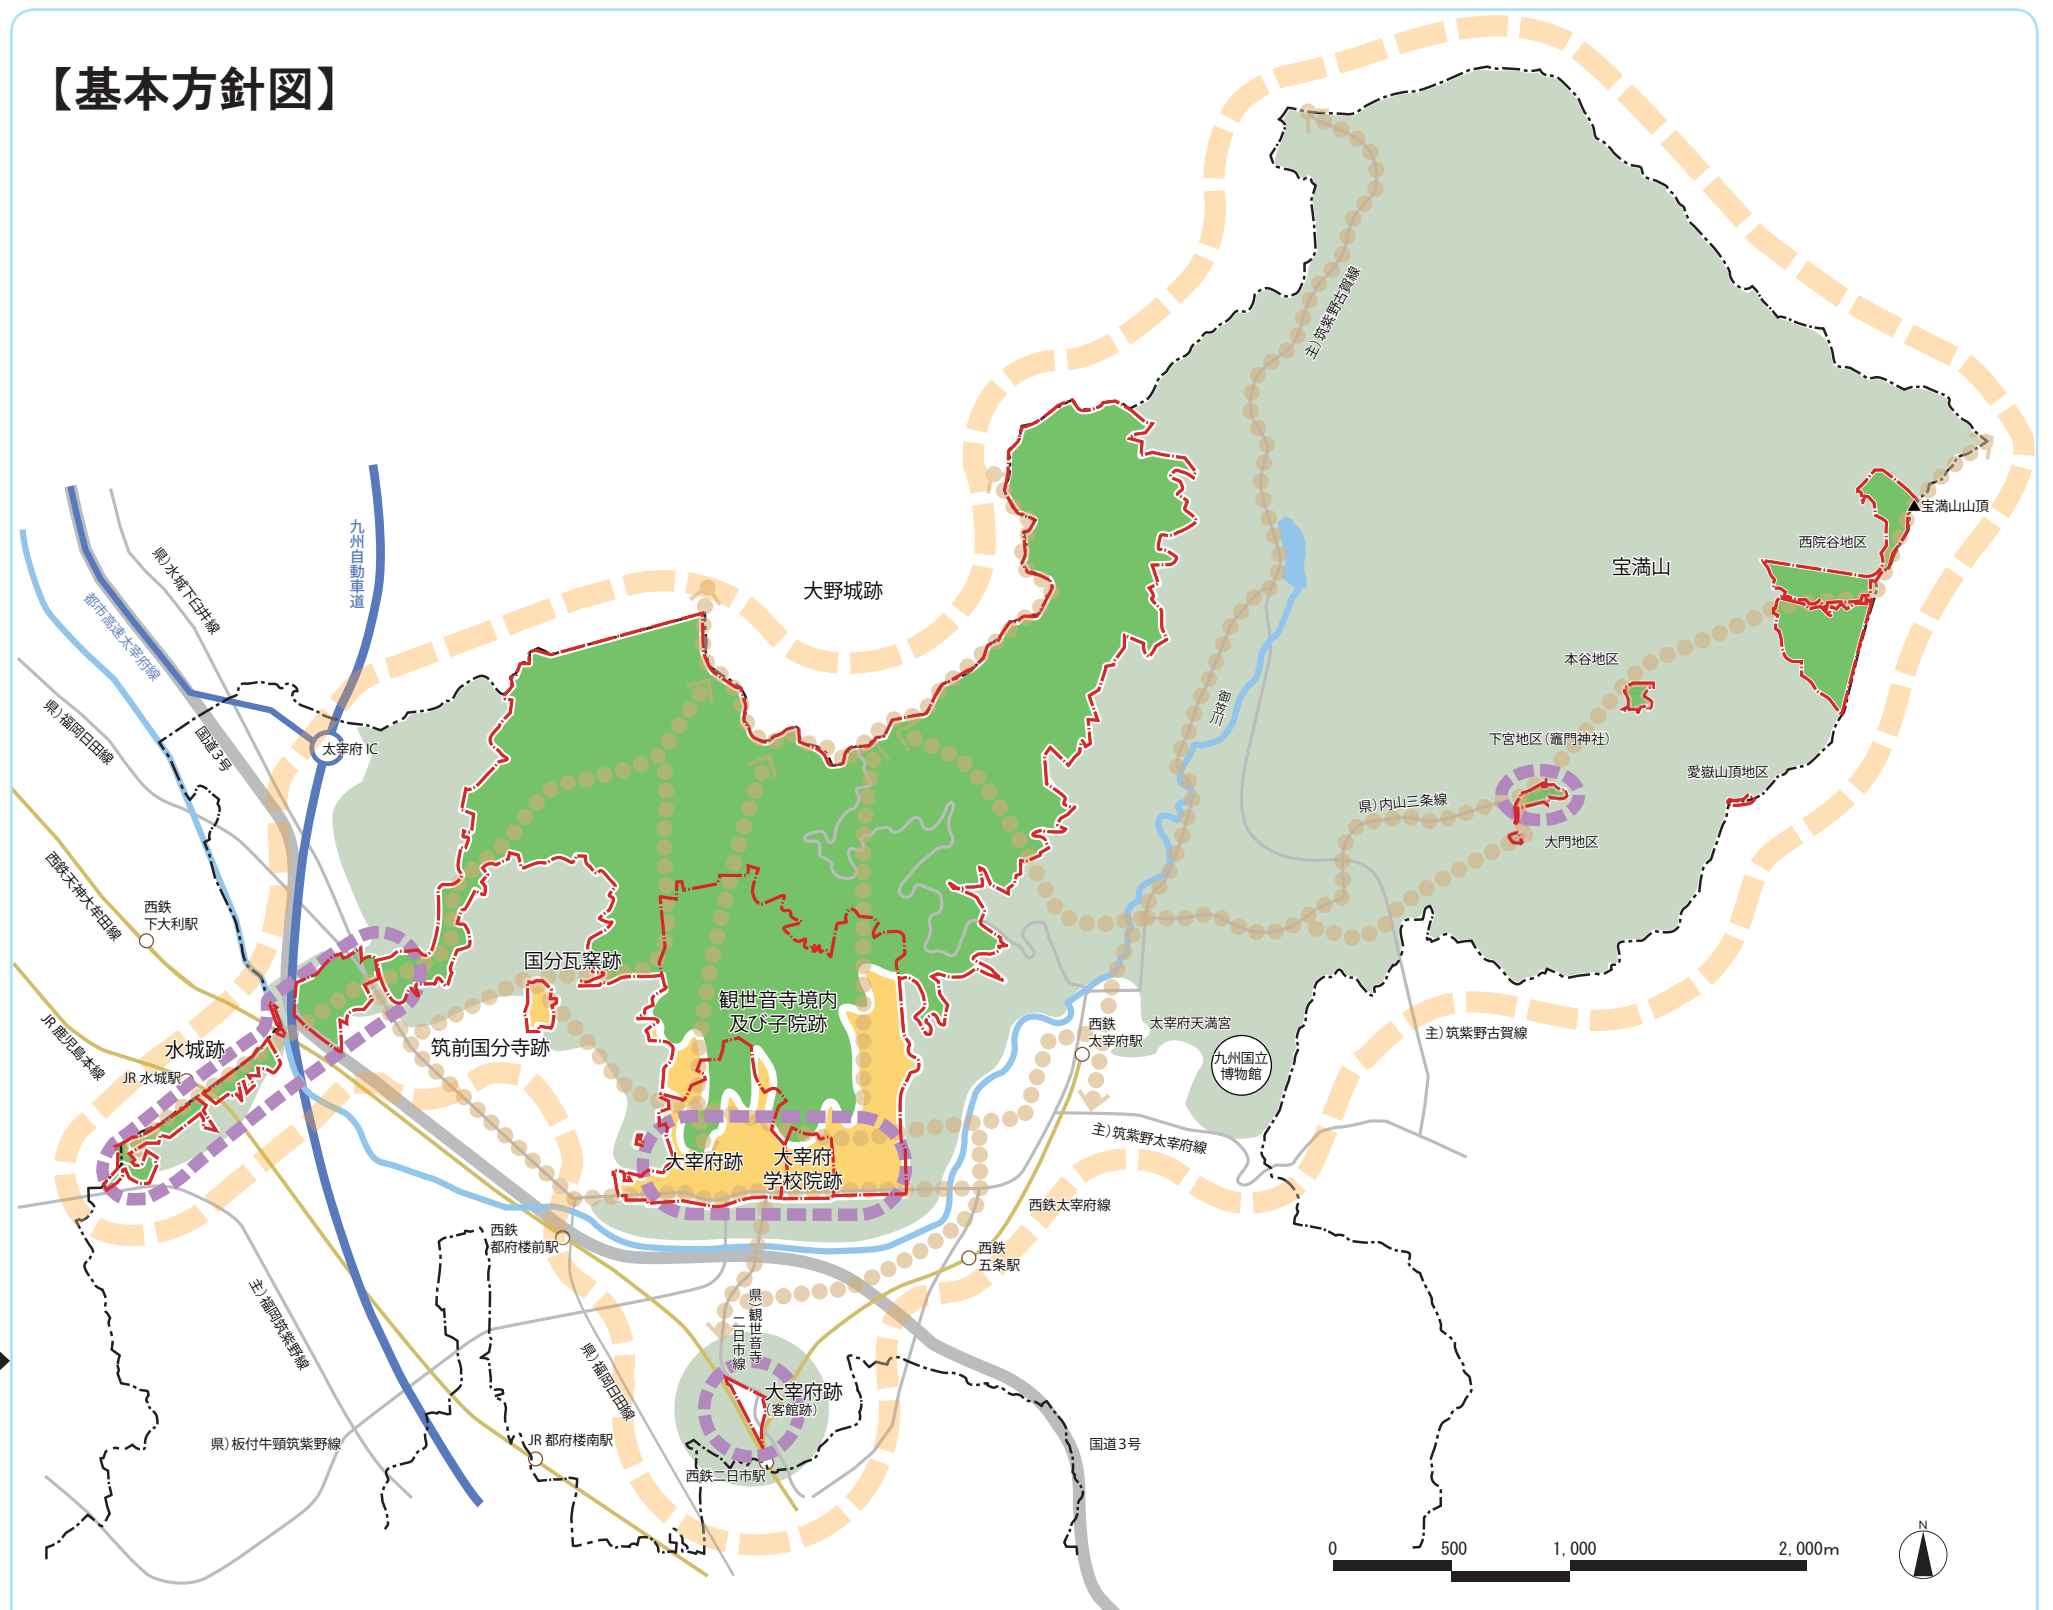 【基本方針図】
主）筑紫野古賀線
九州自動車道
県）水城下臼井線
都市高速太宰府線
大野城跡
宝満山山頂
西院谷地区
宝満山
本谷地区
御笠川
県）福岡日田線
国道3号
太宰府 IC
下宮地区（竈門神社）
愛嶽山頂地区
県）内山三条線
大門地区
西鉄天神大牟田線
西鉄
下大利駅
国分瓦窯跡
観世音寺境内
及び子院跡
JR 鹿児島本線
水城跡
JR 水城駅
筑前国分寺跡
西鉄
太宰府駅
太宰府天満宮
九州国立
博物館
主）筑紫野古賀線
主）筑紫野太宰府線
大宰府跡
大宰府
学校院跡
西鉄太宰府線
西鉄
都府楼前駅
西鉄
五条駅
主）福岡筑紫野線
県）観世音寺
二日市線
県）福岡日田線
大宰府跡
（客館跡）
県）板付牛頸筑紫野線
JR 都府楼南駅
西鉄二日市駅
国道3号
0 500 1,000 2,000m
N